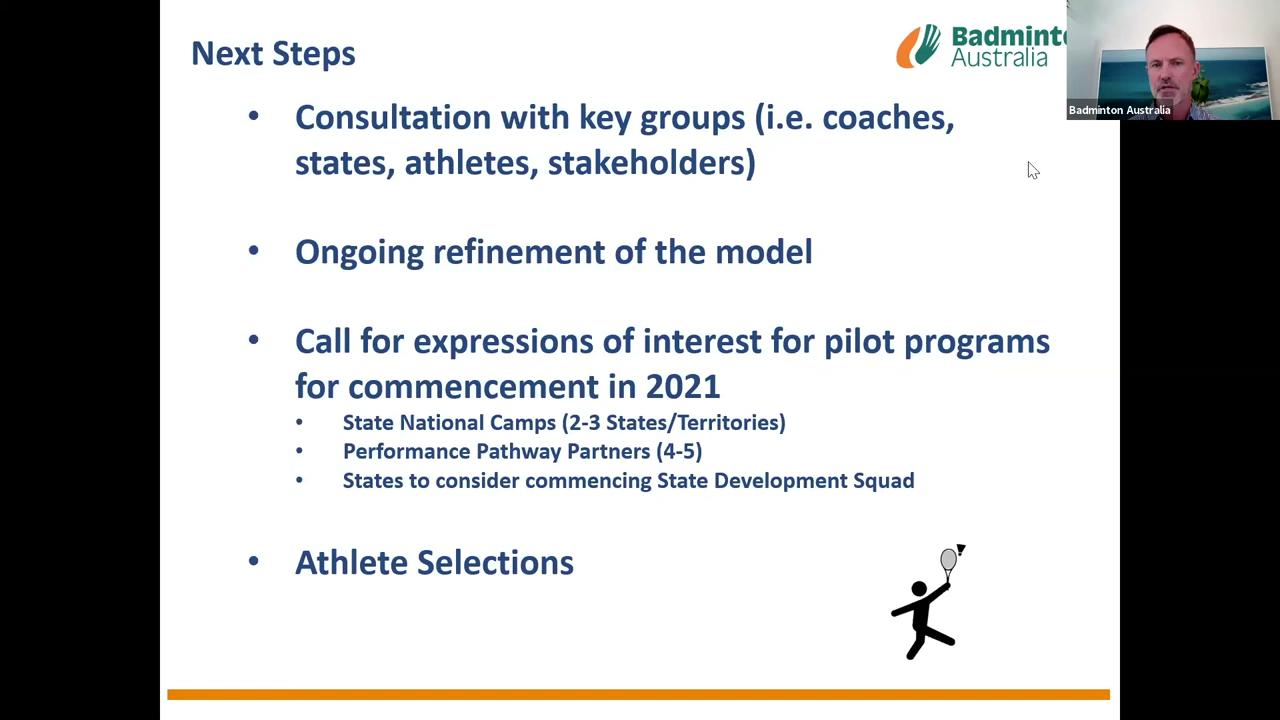 Next Steps
Badminto
Australia
Badminton Australia
• Consultation with key groups (i.e. coaches,
states, athletes, stakeholders)
• Ongoing refinement of the model
• Call for expressions of interest for pilot programs
for commencement in 2021
• State National Camps (2-3 States/Territories)
• Performance Pathway Partners (4-5)
• States to consider commencing State Development Squad
• Athlete Selections